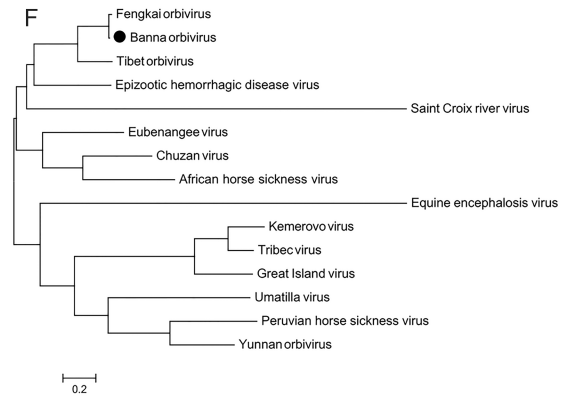 F
Fengkai orbivirus
Banna orbivirus
Tibet orbivirus
Epizootic hemorrhagic disease virus
Saint Croix river virus
Eubenangee virus
Chuzan virus
African horse sickness virus
Equine encephalosis virus
Kemerovo virus
Tribec virus
Great Island virus
Umatilla virus
Peruvian horse sickness virus
Yunnan orbivirus
0.2